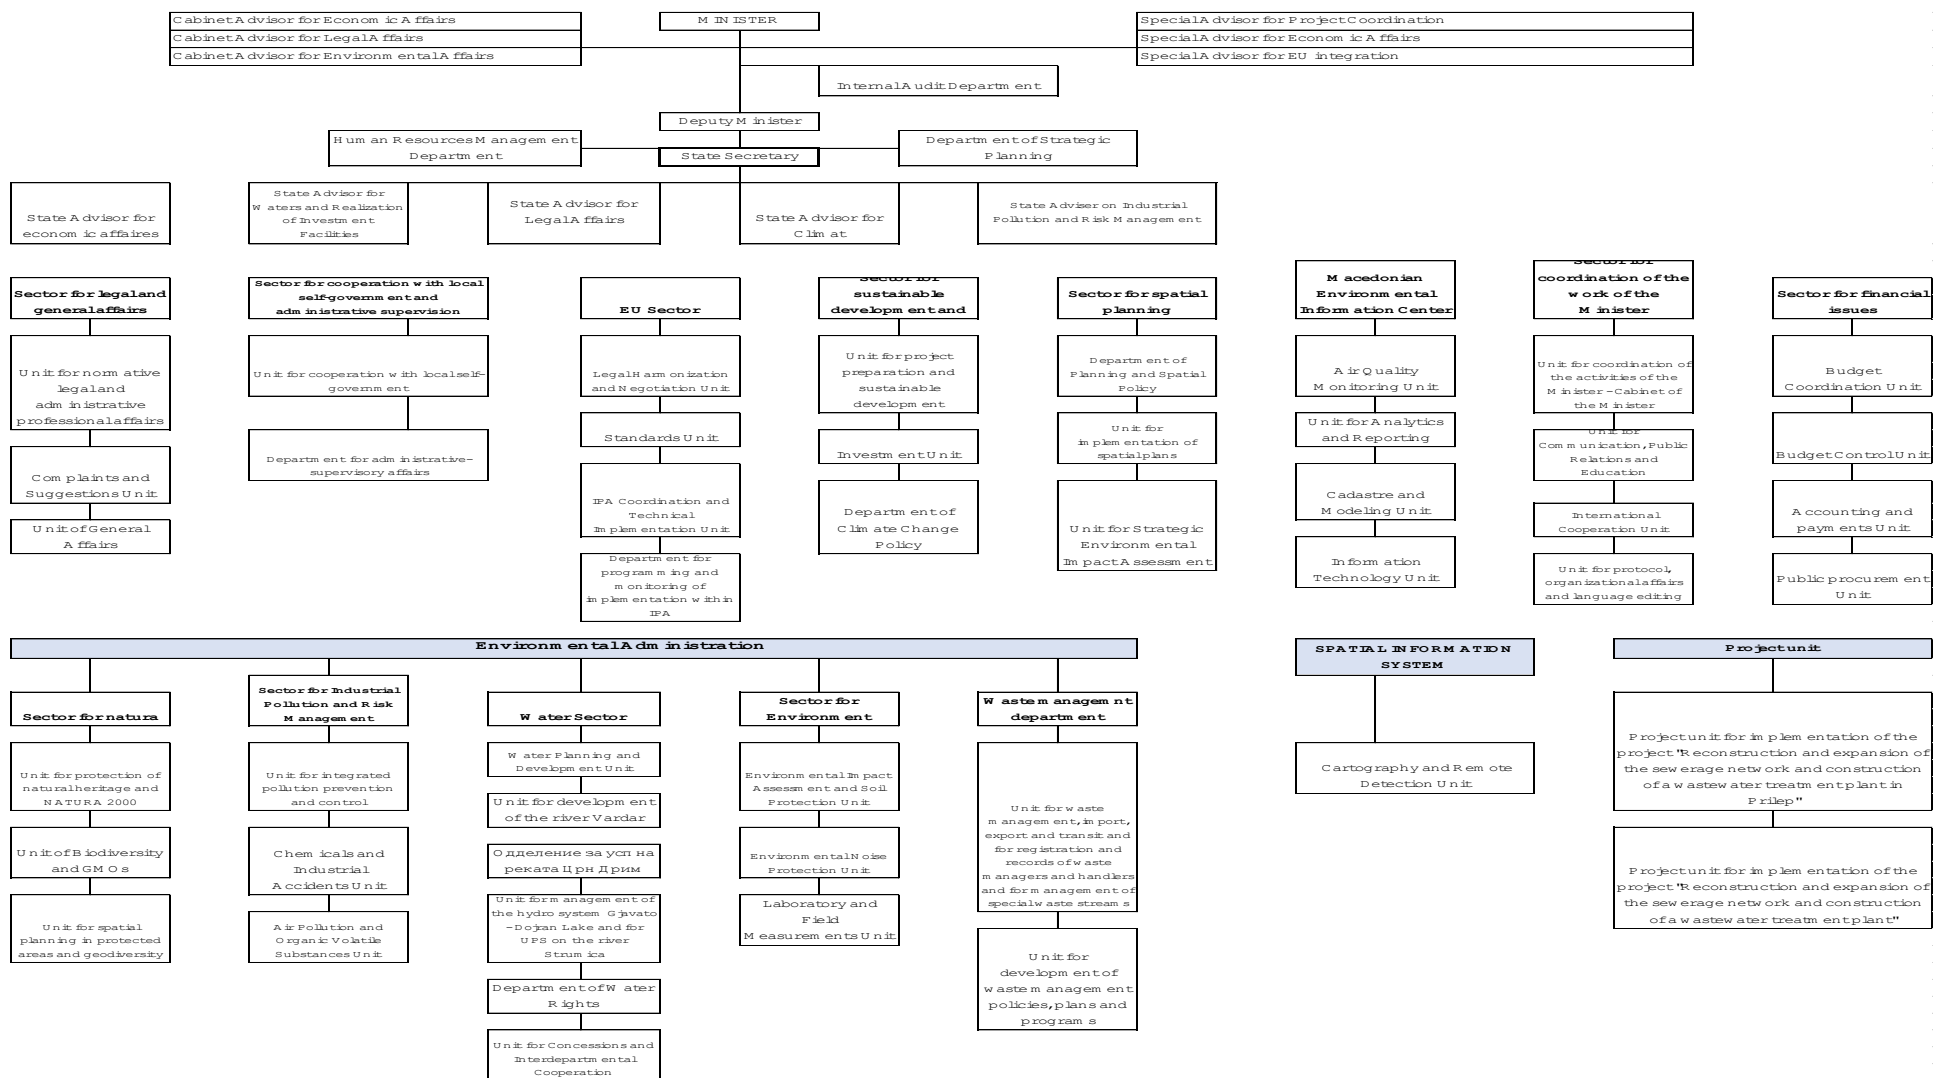 Cabinet Advisor for Economic Affairs
Cabinet Advisor for Legal Affairs
Cabinet Advisor for Environmental Affairs
MINISTER
Special Advisor for Project Coordination
Special Advisor for Economic Affairs
Special Advisor for EU integration
Internal Audit Department
Deputy Minister
Human Resources Management
Department
State Secretary
Department of Strategic
Planning
State Advisor for
economic affaires
State Advisor for
Waters and Realization
of Investment
Facilities
State Advisor for
Legal Affairs
State Advisor for
Climat
State Adviser on Industrial
Pollution and Risk Management
Sector for legal and
general affairs
Unit for normative
legal and
administrative
professional affairs
Complaints and
Suggestions Unit
Unit of General
Affairs
Sector for cooperation with local
self-government and
administrative supervision
Unit for cooperation with local self-
government
Department for administrative-
supervisory affairs
EU Sector
Legal Harmonization
and Negotiation Unit
Standards Unit
IPA Coordination and
Technical
Implementation Unit
Department for
programming and
monitoring of
implementation within
IPA
Sector for
sustainable
development and
Unit for project
preparation and
sustainable
development
Investment Unit
Department of
Climate Change
Policy
Sector for spatial
planning
Department of
Planning and Spatial
Policy
Unit for
implementation of
spatial plans
Unit for Strategic
Environmental
Impact Assessment
Macedonian
Environmental
Information Center
Air Quality
Monitoring Unit
Unit for Analytics
and Reporting
Cadastre and
Modeling Unit
Information
Technology Unit
Sector for
coordination of the
work of the
Minister
Unit for coordination of
the activities of the
Minister - Cabinet of
the Minister
Unit for
Communication, Public
Relations and
Education
International
Cooperation Unit
Unit for protocol,
organizational affairs
and language editing
Sector for financial
issues
Budget
Coordination Unit
Budget Control Unit
Accounting and
payments Unit
Public procurement
Unit
Environmental Administration
Sector for natura
Unit for protection of
natural heritage and
NATURA 2000
Unit of Biodiversity
and GMOs
Unit for spatial
planning in protected
areas and geodiversity
Sector for Industrial
Pollution and Risk
Management
Unit for integrated
pollution prevention
and control
Chemicals and
Industrial
Accidents Unit
Air Pollution and
Organic Volatile
Substances Unit
Water Sector
Water Planning and
Development Unit
Unit for development
of the river Vardar
Одделение за усп на
реката Црн Дрим
Unit for management of
the hydro system Gjavato
- Dojran Lake and for
UPS on the river
Strumica
Department of Water
Rights
Unit for Concessions and
Interdepartmental
Cooperation
Sector for
Environment
Environmental Impact
Assessment and Soil
Protection Unit
Environmental Noise
Protection Unit
Laboratory and
Field
Measurements Unit
Waste managemnt
department
Unit for waste
management, import,
export and transit and
for registration and
records of waste
managers and handlers
and for management of
special waste streams
Unit for
development of
waste management
policies, plans and
programs
SPATIAL INFORMATION
SYSTEM
Cartography and Remote
Detection Unit
Project unit
Project unit for implementation of the
project "Reconstruction and expansion of
the sewerage network and construction
of a wastewater treatment plant in
Prilep"
Project unit for implementation of the
project "Reconstruction and expansion of
the sewerage network and construction
of a wastewater treatment plant"